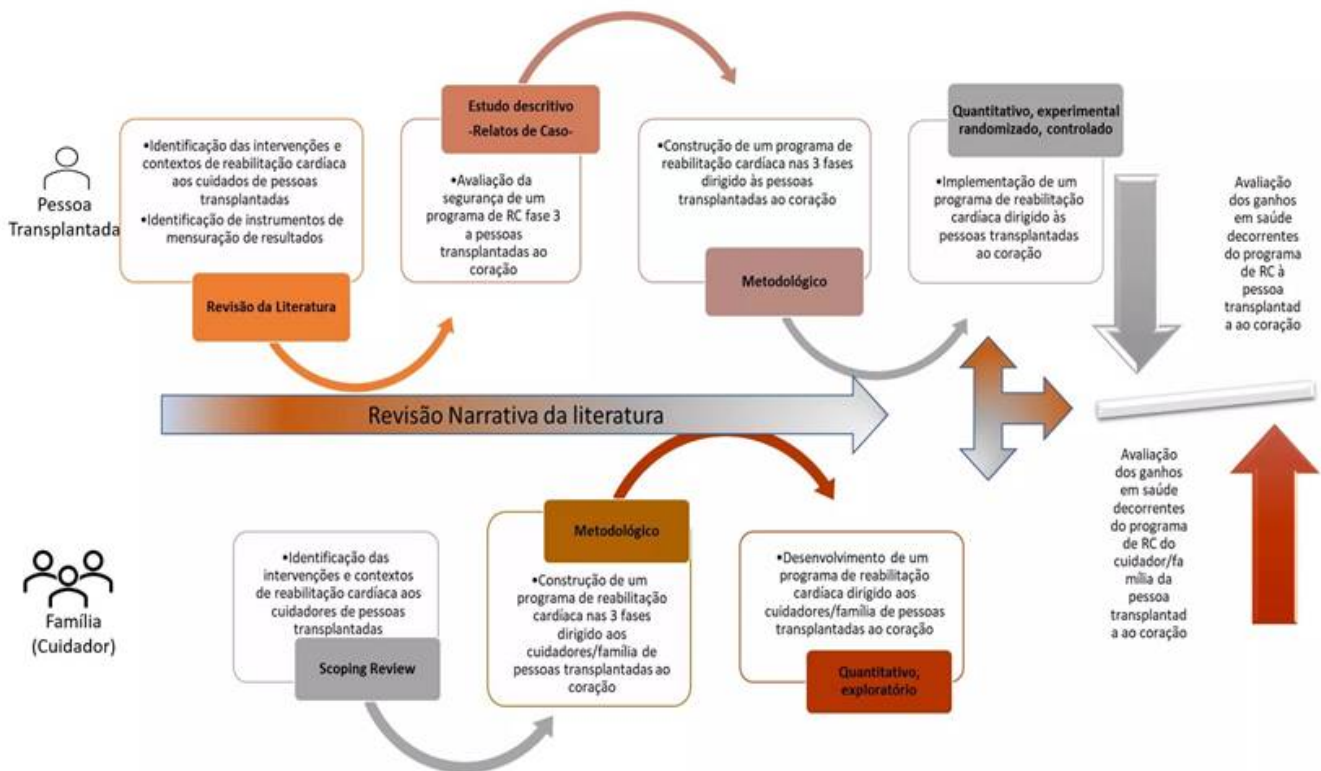 Pessoa
Transplantada
•Identificação das intervenções e
contextos de reabilitação cardíaca
aos cuidados de pessoas
transplantadas
•Identificação de instrumentos de
mensuração de resultados
Revisão da Literatura
Estudo descritivo
-Relatos de Caso-
•Avaliação da
segurança de um
programa de RC fase 3
a pessoas
transplantadas ao
coração
•Construção de um programa de
reabilitação cardíaca nas 3 fases
dirigido às pessoas
transplantadas ao coração
Metodológico
Quantitativo, experimental
randomizado, controlado
•Implementação de um
programa de reabilitação
cardíaca dirigido às
pessoas transplantadas
ao coração
Avaliação
dos ganhos
em saúde
decorrentes
do programa
de RC à
pessoa
transplantad
a ao coração
Revisão Narrativa da literatura
Família
(Cuidador)
•Identificação das
intervenções e contextos
de reabilitação cardíaca
aos cuidadores de pessoas
transplantadas
Scoping Review
Metodológico
•Construção de um
programa de reabilitação
cardíaca nas 3 fases
dirigido aos
cuidadores/família de
pessoas transplantadas ao
coração
•Desenvolvimento de um
programa de reabilitação
cardíaca dirigido aos
cuidadores/família de pessoas
transplantadas ao coração
Quantitativo;
exploratório
Avaliação
dos ganhos
em saúde
decorrentes
do programa
de RC do
cuidador/fa
mília da
pessoa
transplantad
a ao coração